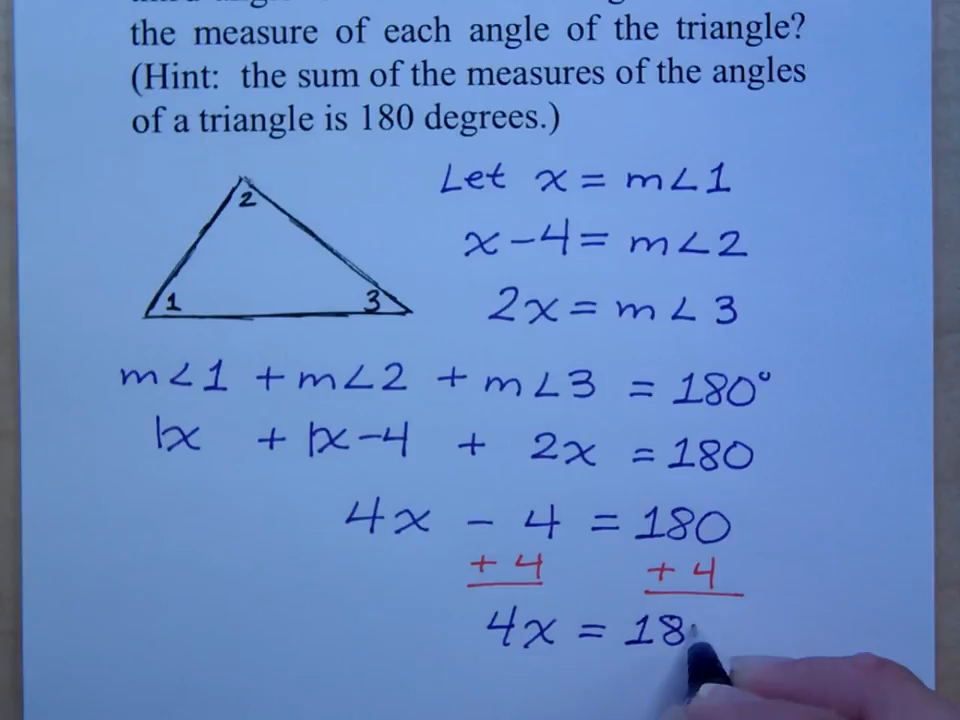 the measure of each angle of the triangle?
(Hint: the sum of the measures of the angles
of a triangle is 180 degrees.)
2
1
3
Let x = m∠1
x - 4 = m∠2
2x = m∠3
m∠1 + m∠2 + m∠3 = 180°
1x + 1x - 4 + 2x = 180
4x - 4 = 180
+ 4 + 4
4x = 18